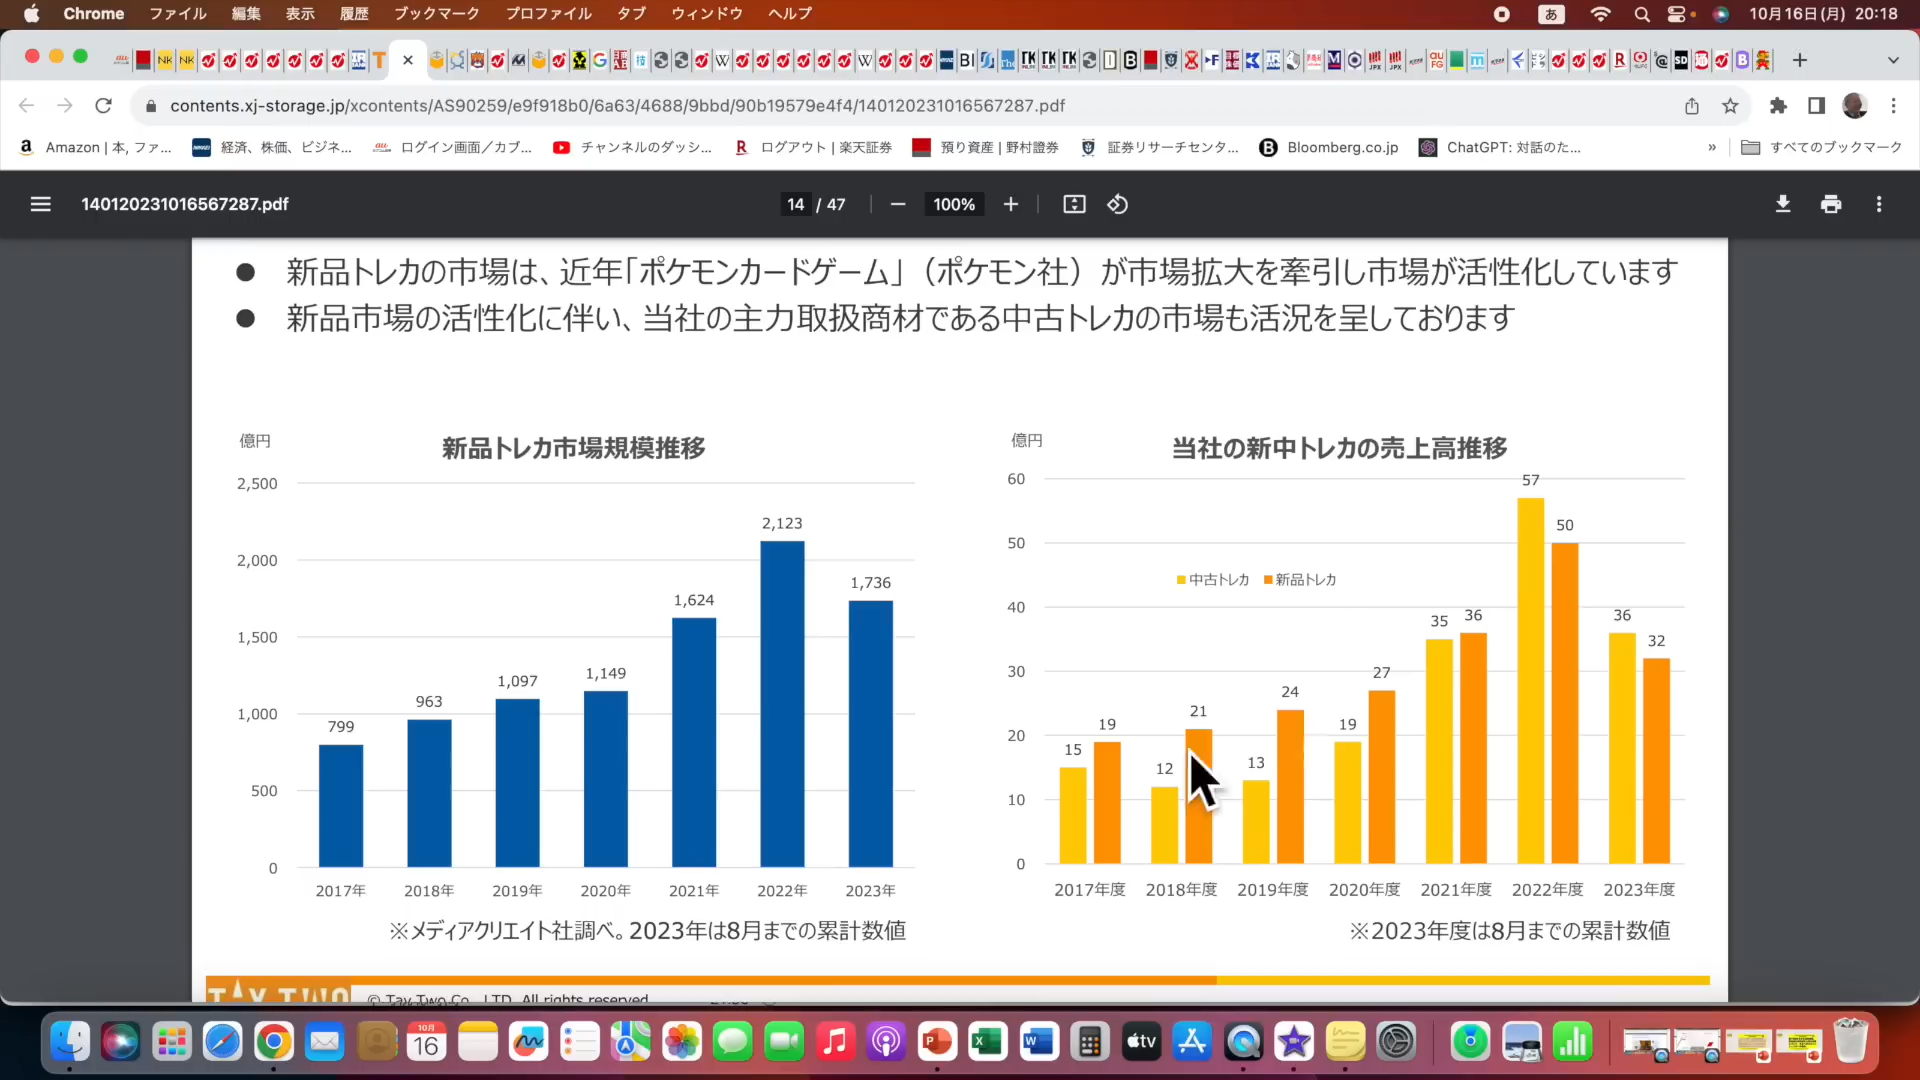 Chrome ファイル 編集 表示 履歴 ブックマーク プロファイル タブ ウィンドウ ヘルプ あ 10月16日(月) 20:18
contents.xj-storage.jp/xcontents/AS90259/e9f918b0/6a63/4688/9bbd/90b19579e4f4/140120231016567287.pdf
Amazon | 本, ファ... 経済、株価、ビジネ... ログイン画面／カブ... チャンネルのダッシ... ログアウト | 楽天証券 預り資産 | 野村證券 証券リサーチセンタ... Bloomberg.co.jp ChatGPT: 対話のた... » すべてのブックマーク
140120231016567287.pdf 14 / 47 100%
● 新品トレカの市場は、近年「ポケモンカードゲーム」（ポケモン社）が市場拡大を牽引し市場が活性化しています
● 新品市場の活性化に伴い、当社の主力取扱商材である中古トレカの市場も活況を呈しております
億円
新品トレカ市場規模推移
2,500
2,000
1,500
1,000
500
0
799
963
1,097
1,149
1,624
2,123
1,736
2017年 2018年 2019年 2020年 2021年 2022年 2023年
※メディアクリエイト社調べ。2023年は8月までの累計数値
億円
当社の新中トレカの売上高推移
60
50
40
30
20
10
0
中古トレカ 新品トレカ
15 19
12 21
13 24
19 27
35 36
57 50
36 32
2017年度 2018年度 2019年度 2020年度 2021年度 2022年度 2023年度
※2023年度は8月までの累計数値
TAY TWO © Tay Two Co., LTD. All rights reserved
10月
16
tv